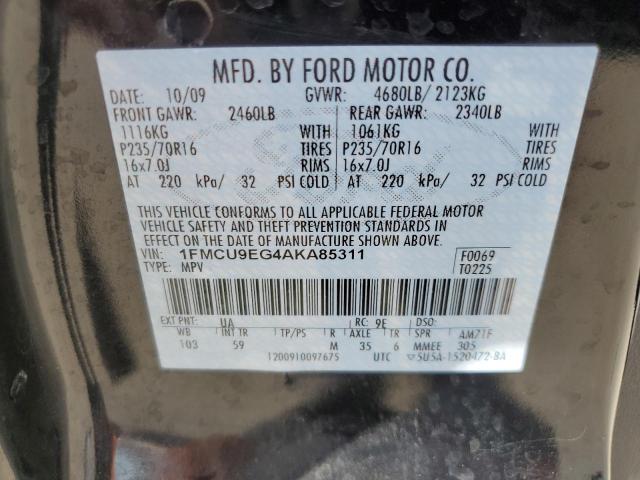 MFD. BY FORD MOTOR CO.
DATE: 10/09 GVWR: 4680LB/ 2123KG
FRONT GAWR: 2460LB REAR GAWR: 2340LB
1116KG WITH 1061KG WITH
P235/70R16 TIRES P235/70R16 TIRES
16x7.0J RIMS 16x7.0J RIMS
AT 220 kPa/ 32 PSI COLD AT 220 kPa/ 32 PSI COLD
THIS VEHICLE CONFORMS TO ALL APPLICABLE FEDERAL MOTOR
VEHICLE SAFETY AND THEFT PREVENTION STANDARDS IN
EFFECT ON THE DATE OF MANUFACTURE SHOWN ABOVE.
VIN: 1FMCU9EG4AKA85311 F0069
TYPE: MPV T0225
EXT PNT: UA RC: 9E DSO:
WB INT TR TP/PS R AXLE TR SPR AM71F
103 59 M 35 6 MMEE 305
1200910097675 UTC ▽5U5A-1520472-BA